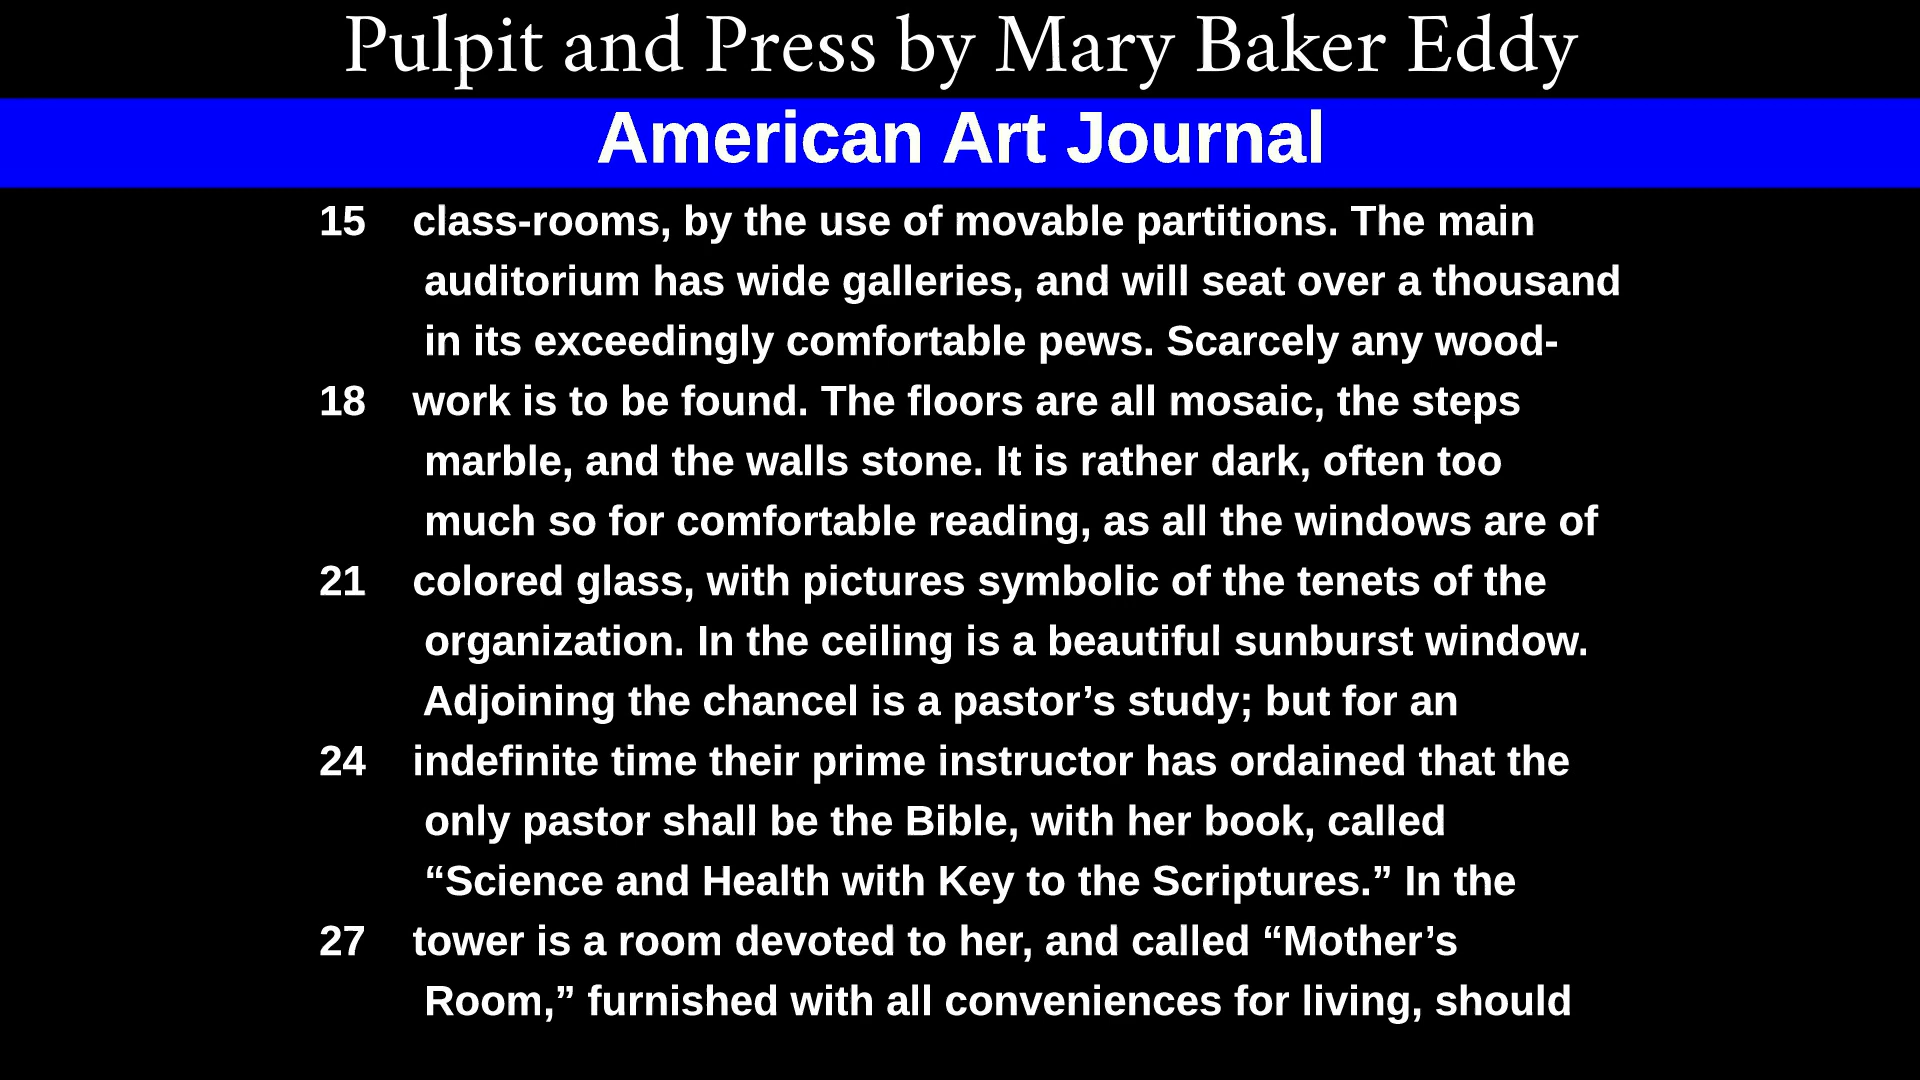 Pulpit and Press by Mary Baker Eddy
American Art Journal
15 class-rooms, by the use of movable partitions. The main
auditorium has wide galleries, and will seat over a thousand
in its exceedingly comfortable pews. Scarcely any wood-
18 work is to be found. The floors are all mosaic, the steps
marble, and the walls stone. It is rather dark, often too
much so for comfortable reading, as all the windows are of
21 colored glass, with pictures symbolic of the tenets of the
organization. In the ceiling is a beautiful sunburst window.
Adjoining the chancel is a pastor’s study; but for an
24 indefinite time their prime instructor has ordained that the
only pastor shall be the Bible, with her book, called
“Science and Health with Key to the Scriptures.” In the
27 tower is a room devoted to her, and called “Mother’s
Room,” furnished with all conveniences for living, should